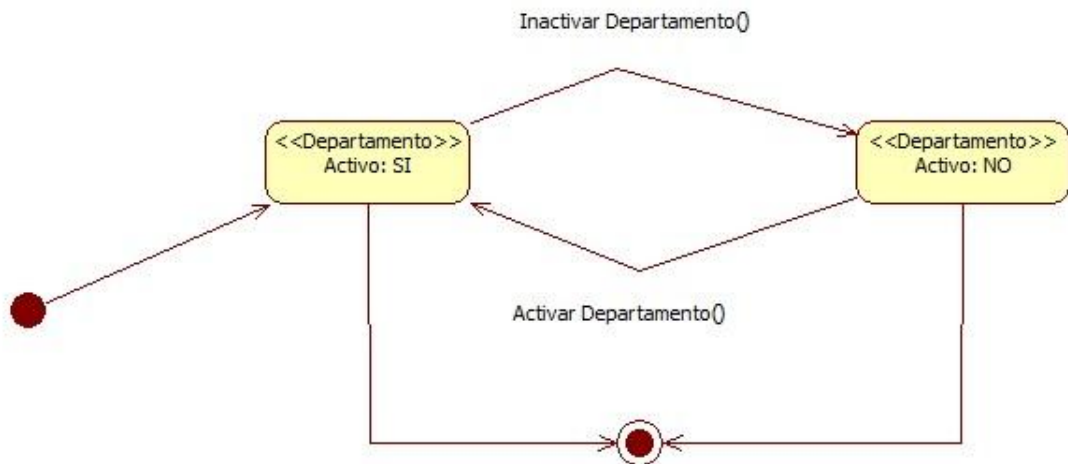 Inactivar Departamento()
<<Departamento>>
Activo: SI
<<Departamento>>
Activo: NO
Activar Departamento()